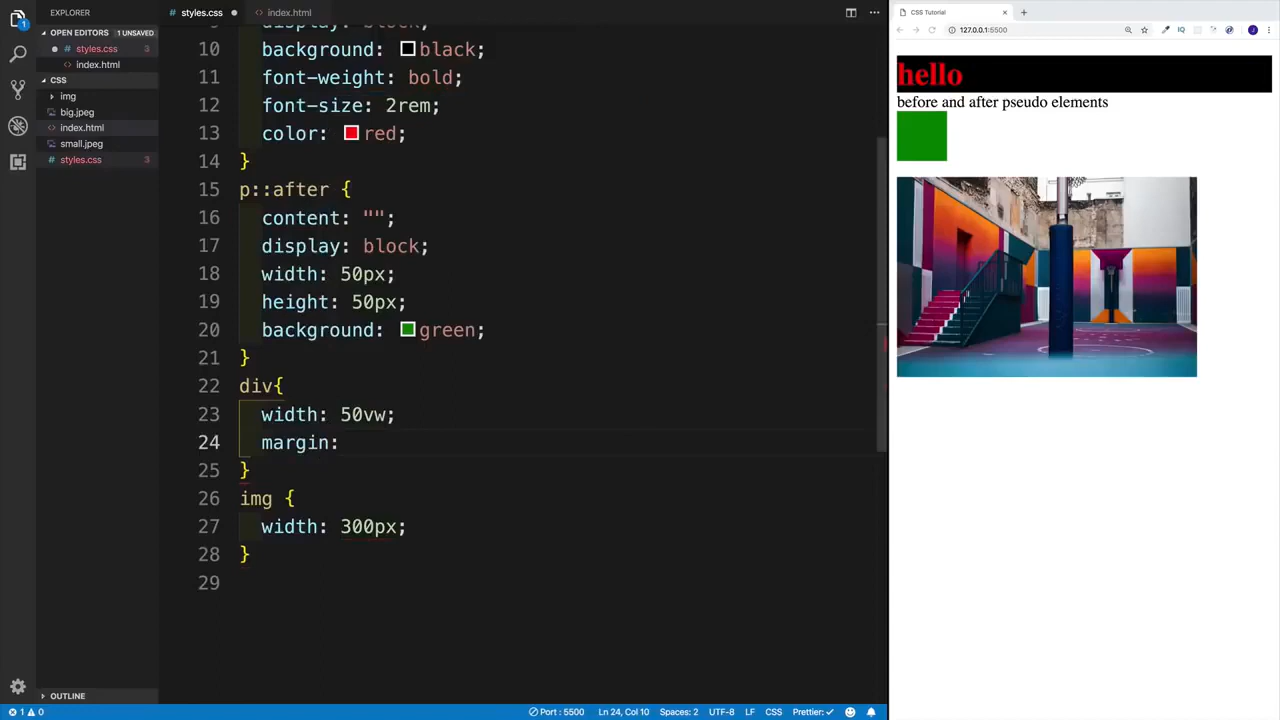 EXPLORER
OPEN EDITORS 1 UNSAVED
# styles.css 3
index.html
CSS
img
big.jpeg
index.html
small.jpeg
# styles.css 3
OUTLINE
# styles.css
index.html
10 background: black;
11 font-weight: bold;
12 font-size: 2rem;
13 color: red;
14 }
15 p::after {
16 content: "";
17 display: block;
18 width: 50px;
19 height: 50px;
20 background: green;
21 }
22 div{
23 width: 50vw;
24 margin:
25 }
26 img {
27 width: 300px;
28 }
29
1 0
Port : 5500
Ln 24, Col 10
Spaces: 2
UTF-8
LF
CSS
Prettier: ✓
CSS Tutorial
127.0.0.1:5500
IQ
J
hello
before and after pseudo elements